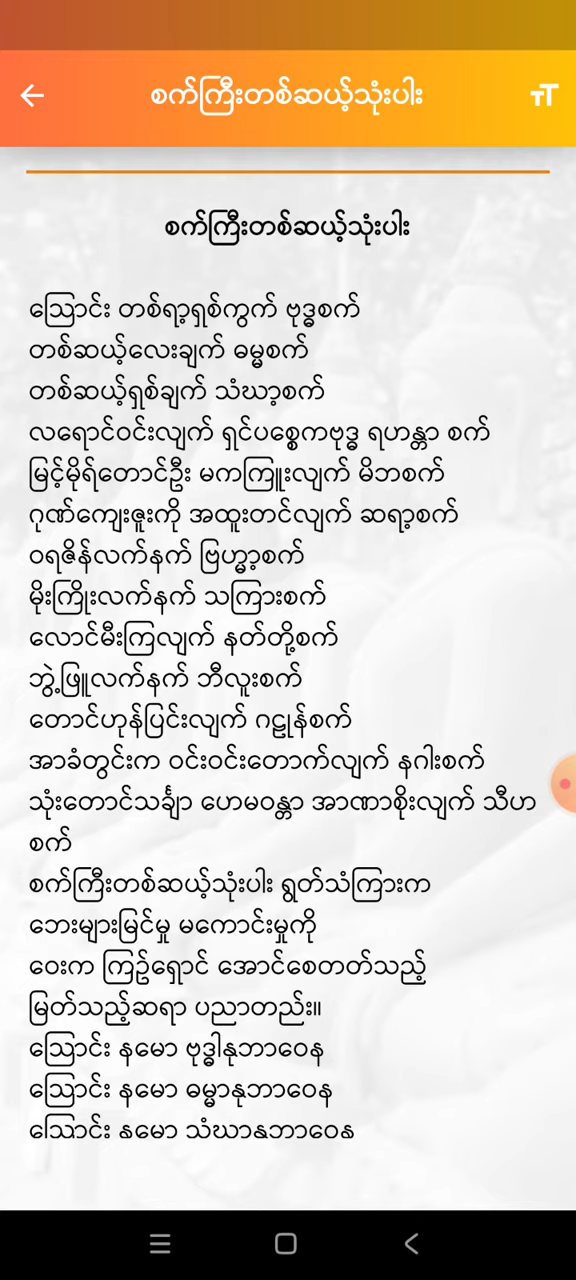 စက်ကြီးတစ်ဆယ့်သုံးပါး
စက်ကြီးတစ်ဆယ့်သုံးပါး
ဩောင်း တစ်ရာ့ရှစ်ကွက် ဗုဒ္ဓစက်
တစ်ဆယ့်လေးချက် ဓမ္မစက်
တစ်ဆယ့်ရှစ်ချက် သံဃာ့စက်
လရောင်ဝင်းလျက် ရှင်ပစ္စေကဗုဒ္ဓ ရဟန္တာ စက်
မြင့်မိုရ်တောင်ဦး မကကြူးလျက် မိဘစက်
ဂုဏ်ကျေးဇူးကို အထူးတင်လျက် ဆရာ့စက်
ဝရဇိန်လက်နက် ဗြဟ္မာ့စက်
မိုးကြိုးလက်နက် သကြားစက်
လောင်မီးကြလျက် နတ်တို့စက်
ဘွဲ့ဖြူလက်နက် ဘီလူးစက်
တောင်ဟုန်ပြင်းလျက် ဂဠုန်စက်
အာခံတွင်းက ဝင်းဝင်းတောက်လျက် နဂါးစက်
သုံးတောင်သင်္ချာ ဟေမဝန္တာ အာဏာစိုးလျက် သီဟ
စက်
စက်ကြီးတစ်ဆယ့်သုံးပါး ရွတ်သံကြားက
ဘေးများမြင်မှု မကောင်းမှုကို
ဝေးက ကြဉ်ရှောင် အောင်စေတတ်သည့်
မြတ်သည့်ဆရာ ပညာတည်း။
ဩောင်း နမော ဗုဒ္ဓါနုဘာဝေန
ဩောင်း နမော ဓမ္မာနုဘာဝေန
ဩောင်း နမော သံဃာနုဘာဝေန